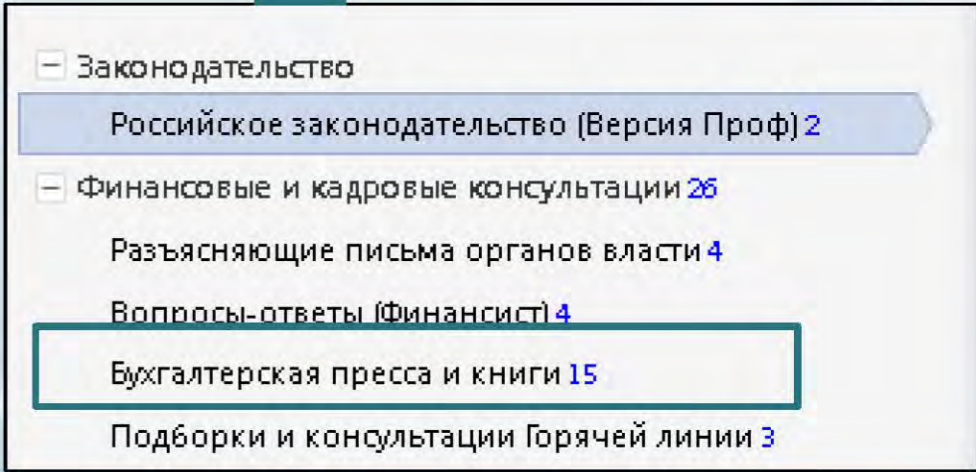 Законодательство
Российское законодательство (Версия Проф) 2
Финансовые и кадровые консультации 26
Разъясняющие письма органов власти 4
Вопросы-ответы (Финансист) 4
Бухгалтерская пресса и книги 15
Подборки и консультации Горячей линии 3